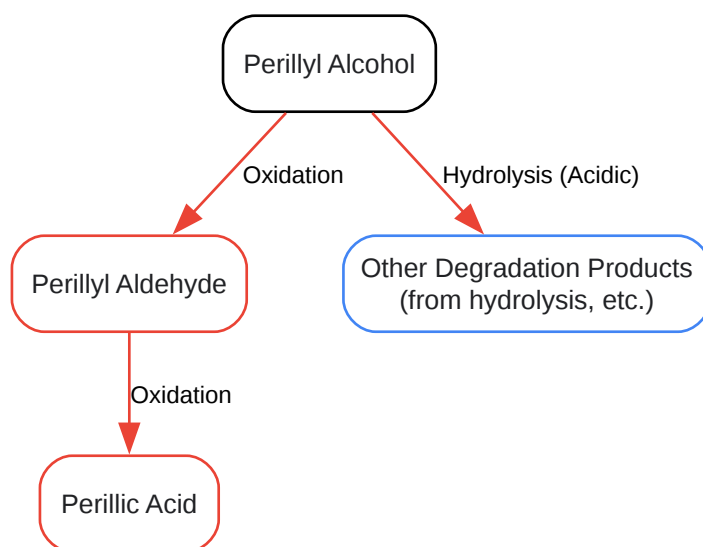 Perillyl Alcohol
Oxidation
Hydrolysis (Acidic)
Perillyl Aldehyde
Other Degradation Products
(from hydrolysis, etc.)
Oxidation
Perillic Acid